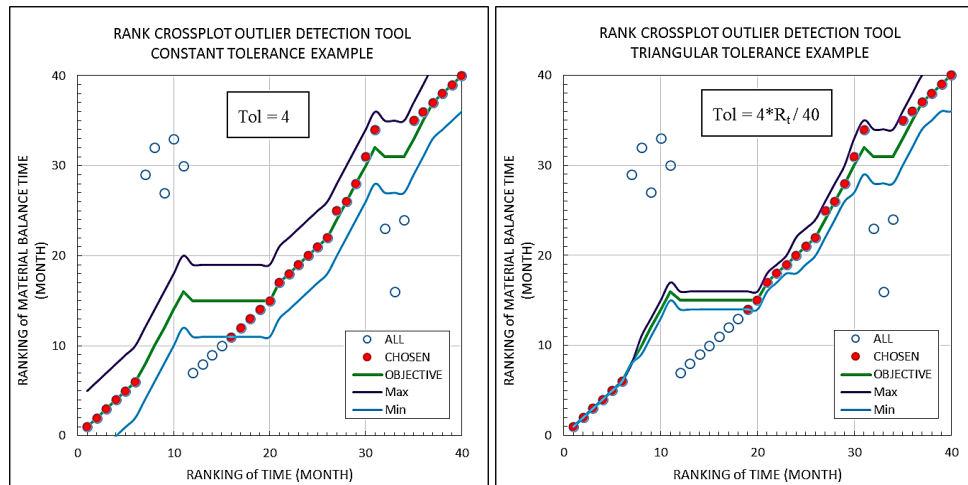 RANK CROSSPLOT OUTLIER DETECTION TOOL
CONSTANT TOLERANCE EXAMPLE
40
30
20
10
0
RANKING of MATERIAL BALANCE TIME
(MONTH)
Tol = 4
ALL
CHOSEN
OBJECTIVE
Max
Min
0 10 20 30 40
RANKING of TIME (MONTH)
RANK CROSSPLOT OUTLIER DETECTION TOOL
TRIANGULAR TOLERANCE EXAMPLE
40
30
20
10
0
RANKING of MATERIAL BALANCE TIME
(MONTH)
Tol = 4*Rt / 40
ALL
CHOSEN
OBJECTIVE
Max
Min
0 10 20 30 40
RANKING of TIME (MONTH)